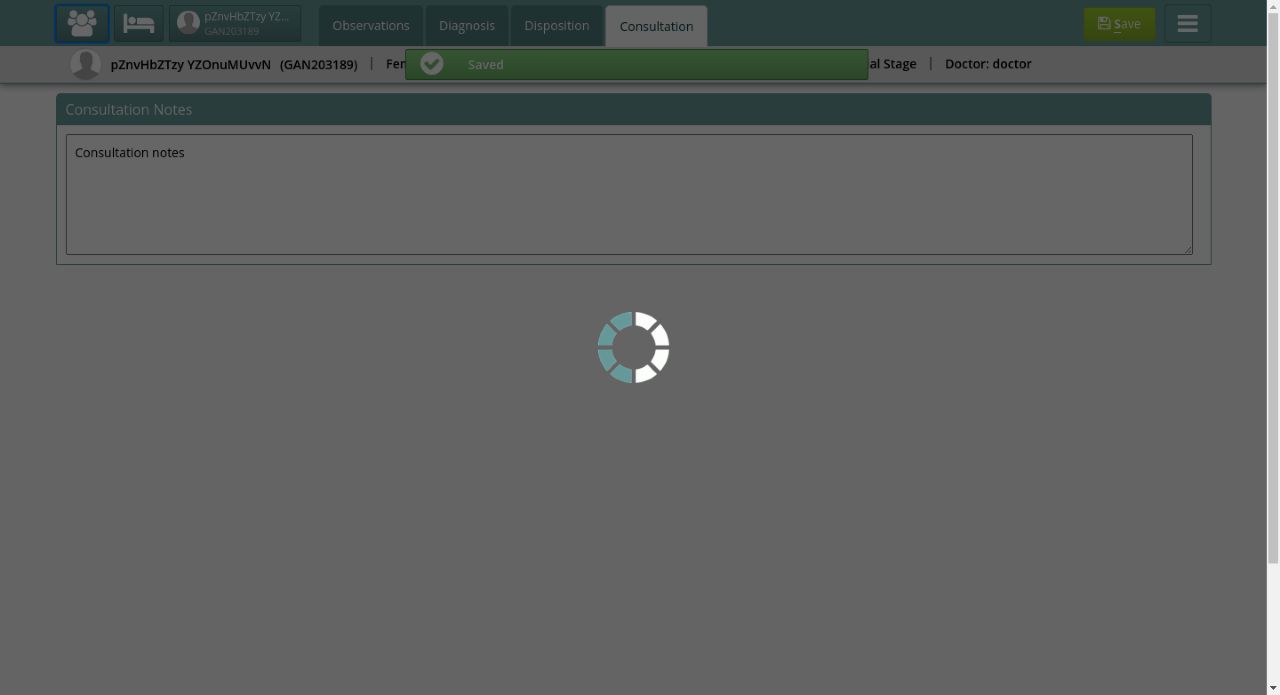 pZnvHbZTzy YZ...
GAN203189
Observations
Diagnosis
Disposition
Consultation
Save
pZnvHbZTzy YZOnuMUvvN (GAN203189) | Fem
Saved
al Stage | Doctor: doctor
Consultation Notes
Consultation notes